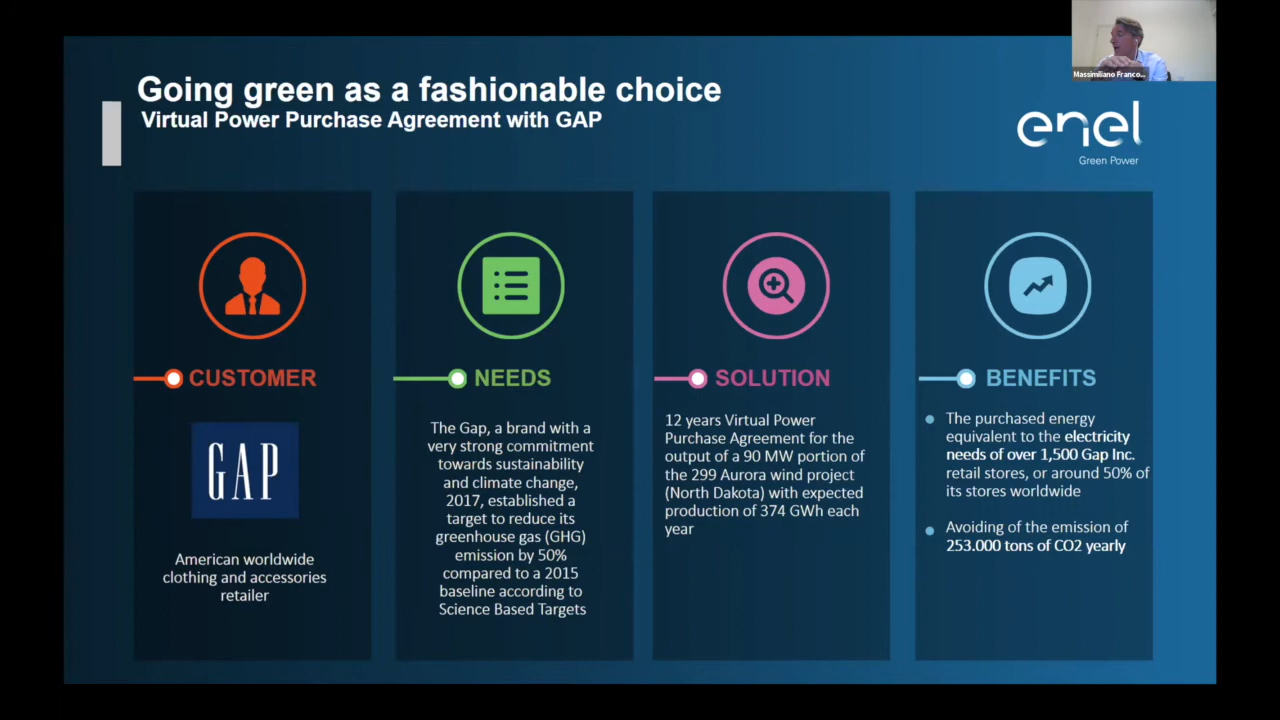 Massimiliano Franco...
Going green as a fashionable choice
Virtual Power Purchase Agreement with GAP
enel
Green Power
CUSTOMER
GAP
American worldwide
clothing and accessories
retailer
NEEDS
The Gap, a brand with a
very strong commitment
towards sustainability
and climate change,
2017, established a
target to reduce its
greenhouse gas (GHG)
emission by 50%
compared to a 2015
baseline according to
Science Based Targets
SOLUTION
12 years Virtual Power
Purchase Agreement for the
output of a 90 MW portion of
the 299 Aurora wind project
(North Dakota) with expected
production of 374 GWh each
year
BENEFITS
The purchased energy
equivalent to the electricity
needs of over 1,500 Gap Inc.
retail stores, or around 50% of
its stores worldwide
Avoiding of the emission of
253.000 tons of CO2 yearly